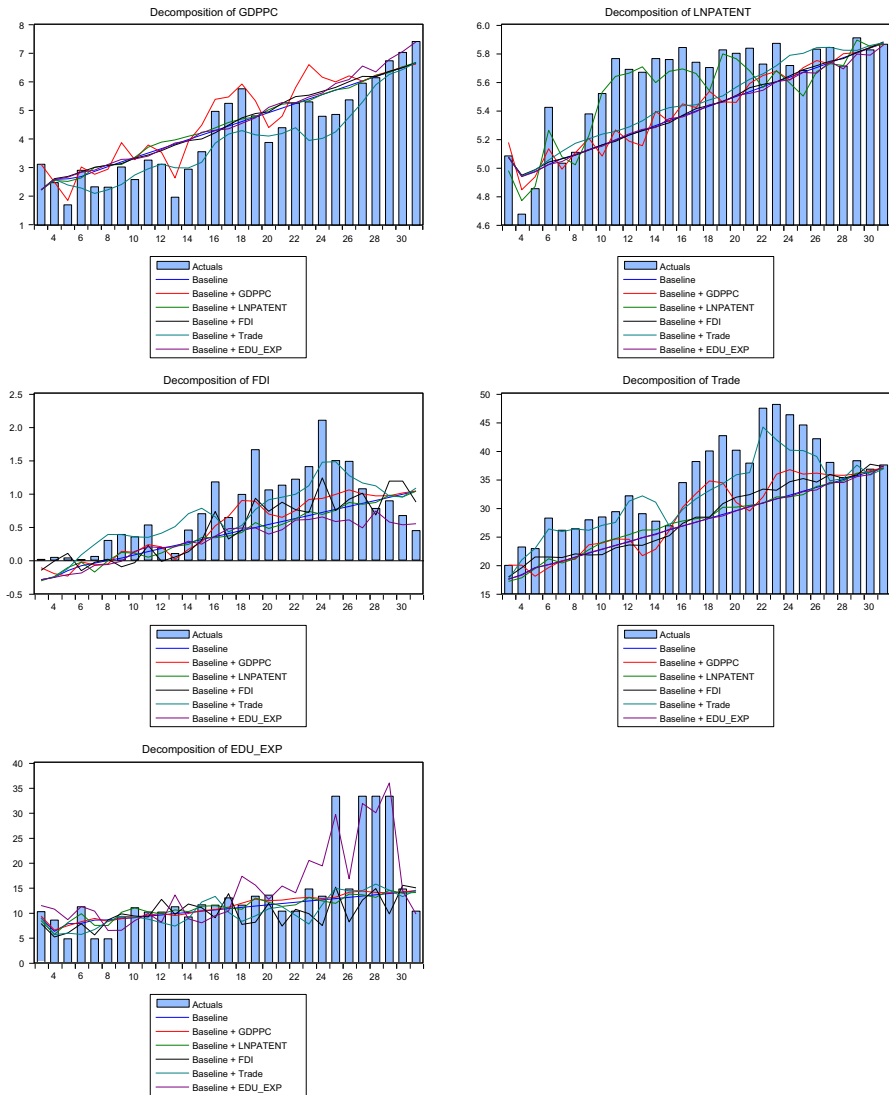 Decomposition of GDPPC
8
7
6
5
4
3
2
1
4 6 8 10 12 14 16 18 20 22 24 26 28 30
Actuals
Baseline
Baseline + GDPPC
Baseline + LNPATENT
Baseline + FDI
Baseline + Trade
Baseline + EDU_EXP
Decomposition of LNPATENT
6.0
5.8
5.6
5.4
5.2
5.0
4.8
4.6
4 6 8 10 12 14 16 18 20 22 24 26 28 30
Actuals
Baseline
Baseline + GDPPC
Baseline + LNPATENT
Baseline + FDI
Baseline + Trade
Baseline + EDU_EXP
Decomposition of FDI
2.5
2.0
1.5
1.0
0.5
0.0
-0.5
4 6 8 10 12 14 16 18 20 22 24 26 28 30
Actuals
Baseline
Baseline + GDPPC
Baseline + LNPATENT
Baseline + FDI
Baseline + Trade
Baseline + EDU_EXP
Decomposition of Trade
50
45
40
35
30
25
20
15
4 6 8 10 12 14 16 18 20 22 24 26 28 30
Actuals
Baseline
Baseline + GDPPC
Baseline + LNPATENT
Baseline + FDI
Baseline + Trade
Baseline + EDU_EXP
Decomposition of EDU_EXP
40
35
30
25
20
15
10
5
0
4 6 8 10 12 14 16 18 20 22 24 26 28 30
Actuals
Baseline
Baseline + GDPPC
Baseline + LNPATENT
Baseline + FDI
Baseline + Trade
Baseline + EDU_EXP